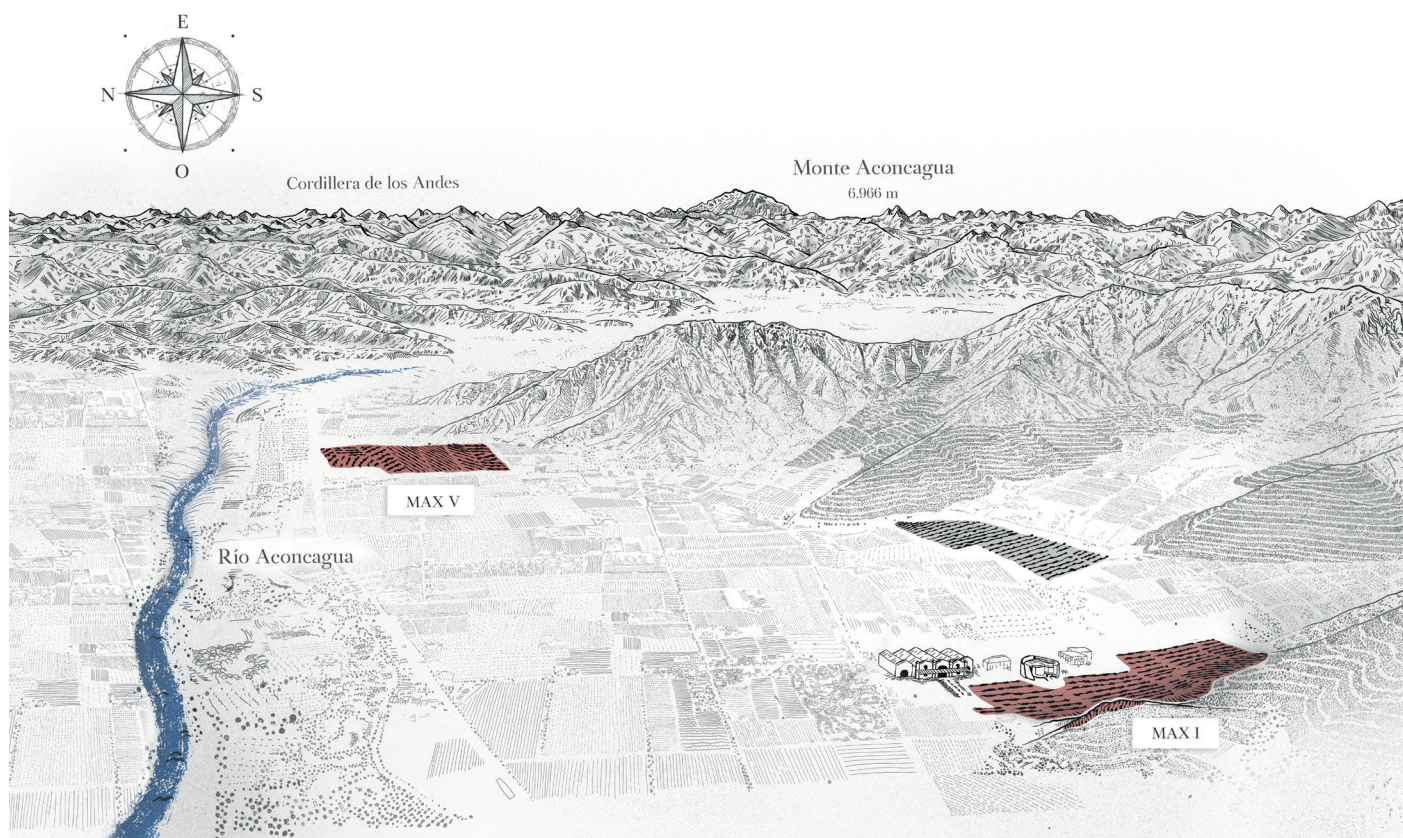 E
N
S
O
Cordillera de los Andes
Monte Aconcagua
6.966 m
MAX V
Río Aconcagua
MAX I